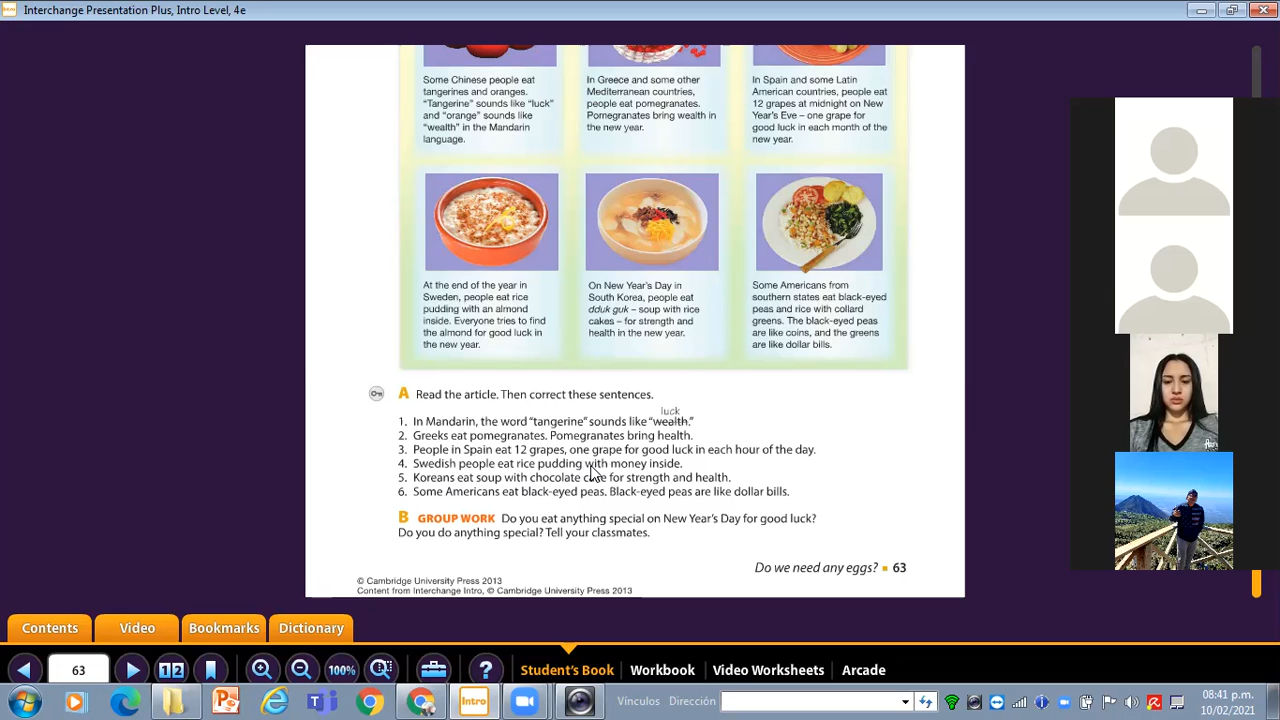 Interchange Presentation Plus, Intro Level, 4e
Some Chinese people eat
tangerines and oranges.
"Tangerine" sounds like "luck"
and "orange" sounds like
"wealth" in the Mandarin
language.
In Greece and some other
Mediterranean countries,
people eat pomegranates.
Pomegranates bring wealth in
the new year.
In Spain and some Latin
American countries, people eat
12 grapes at midnight on New
Year's Eve – one grape for
good luck in each month of the
new year.
At the end of the year in
Sweden, people eat rice
pudding with an almond
inside. Everyone tries to find
the almond for good luck in
the new year.
On New Year's Day in
South Korea, people eat
dduk guk – soup with rice
cakes – for strength and
health in the new year.
Some Americans from
southern states eat black-eyed
peas and rice with collard
greens. The black-eyed peas
are like coins, and the greens
are like dollar bills.
A Read the article. Then correct these sentences.
luck
1. In Mandarin, the word "tangerine" sounds like "wealth."
2. Greeks eat pomegranates. Pomegranates bring health.
3. People in Spain eat 12 grapes, one grape for good luck in each hour of the day.
4. Swedish people eat rice pudding with money inside.
5. Koreans eat soup with chocolate cake for strength and health.
6. Some Americans eat black-eyed peas. Black-eyed peas are like dollar bills.
B GROUP WORK Do you eat anything special on New Year's Day for good luck?
Do you do anything special? Tell your classmates.
Do we need any eggs? ■ 63
© Cambridge University Press 2013
Content from Interchange Intro, © Cambridge University Press 2013
Contents Video Bookmarks Dictionary
63 12 100% ? Student's Book Workbook Video Worksheets Arcade
Intro Vínculos Dirección 08:41 p.m.
10/02/2021